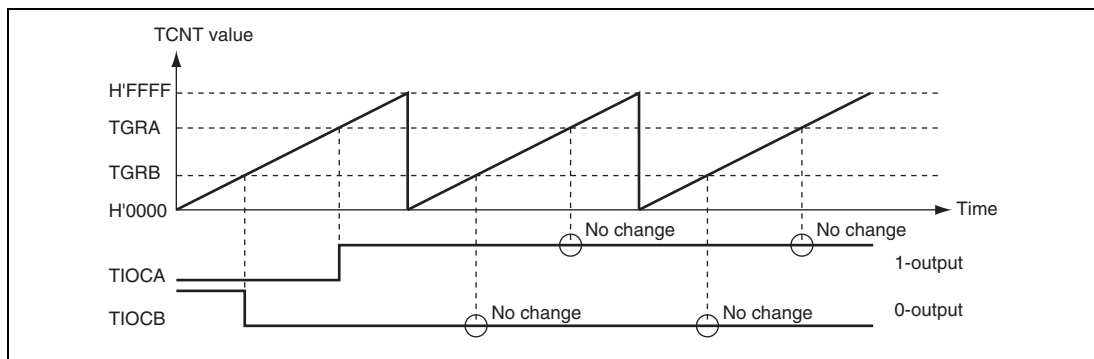 TCNT value
H'FFFF
TGRA
TGRB
H'0000
Time
No change
No change
1-output
TIOCA
No change
No change
0-output
TIOCB